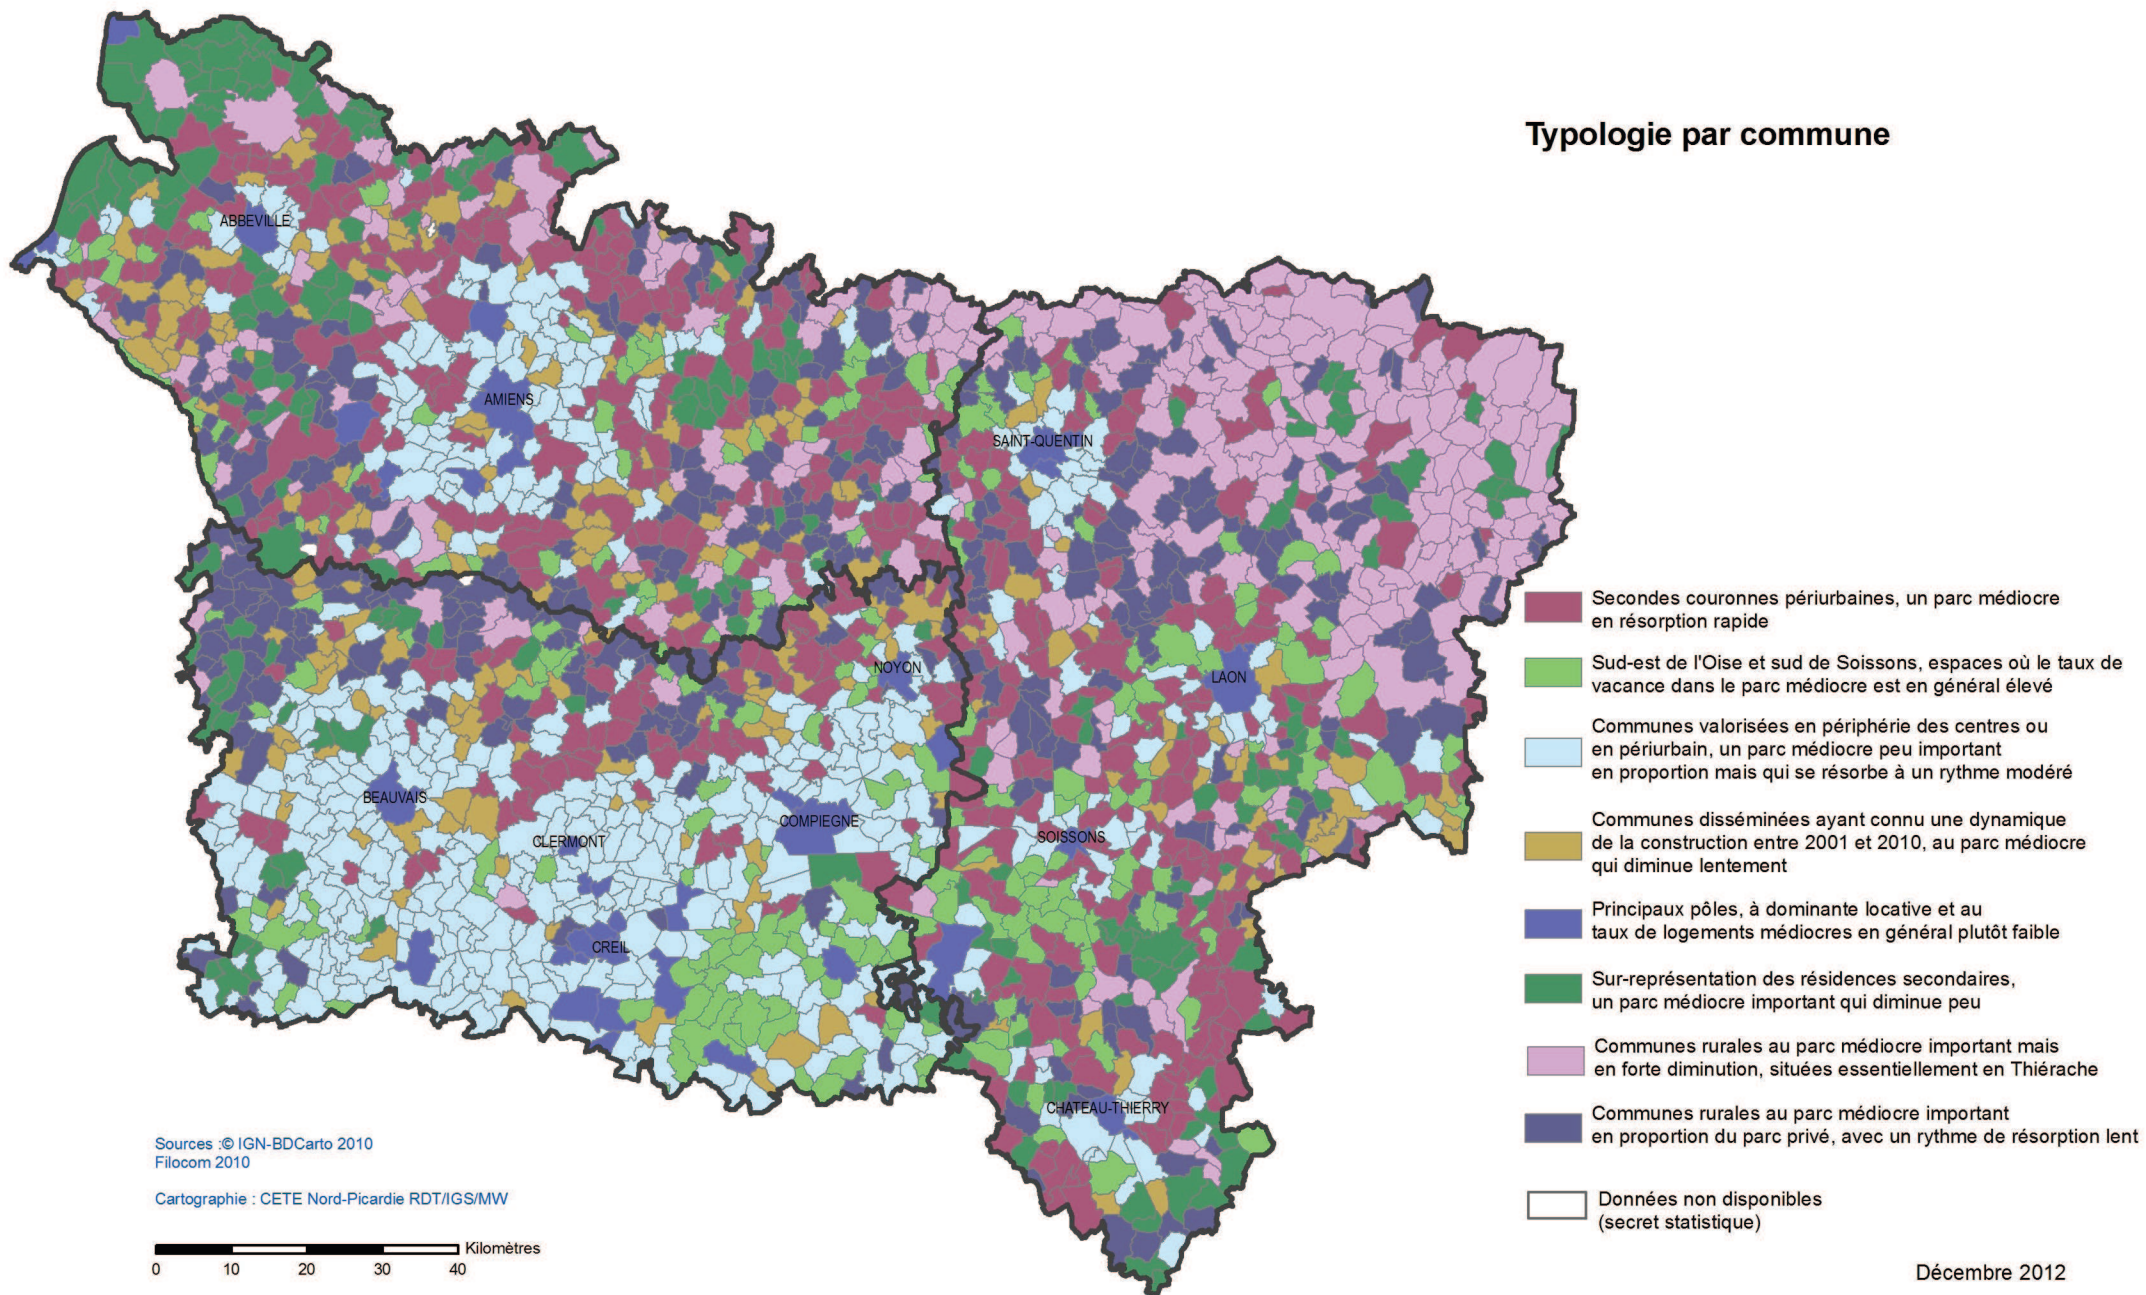 Typologie par commune
ABBEVILLE
AMIENS
SAINT-QUENTIN
NOYON
LAON
BEAUVAIS
CLERMONT
COMPIEGNE
SOISSONS
CREIL
CHATEAU-THIERRY
Secondes couronnes périurbaines, un parc médiocre
en résorption rapide
Sud-est de l'Oise et sud de Soissons, espaces où le taux de
vacance dans le parc médiocre est en général élevé
Communes valorisées en périphérie des centres ou
en périurbain, un parc médiocre peu important
en proportion mais qui se résorbe à un rythme modéré
Communes disséminées ayant connu une dynamique
de la construction entre 2001 et 2010, au parc médiocre
qui diminue lentement
Principaux pôles, à dominante locative et au
taux de logements médiocres en général plutôt faible
Sur-représentation des résidences secondaires,
un parc médiocre important qui diminue peu
Communes rurales au parc médiocre important mais
en forte diminution, situées essentiellement en Thiérache
Communes rurales au parc médiocre important
en proportion du parc privé, avec un rythme de résorption lent
Données non disponibles
(secret statistique)
Sources :© IGN-BDCarto 2010
Filocom 2010
Cartographie : CETE Nord-Picardie RDT/IGS/MW
Kilomètres
0 10 20 30 40
Décembre 2012